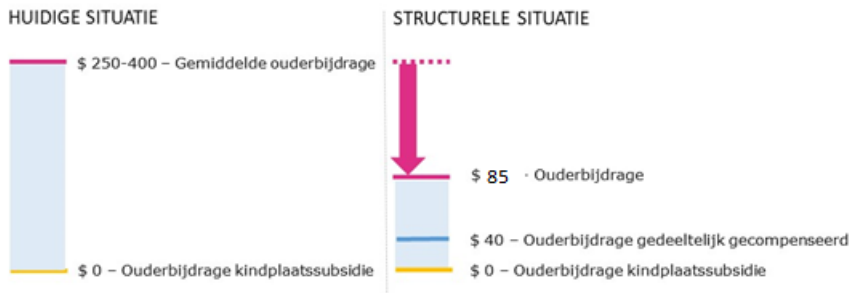 HUIDIGE SITUATIE
$ 250-400 – Gemiddelde ouderbijdrage
$ 0 – Ouderbijdrage kindplaatssubsidie
STRUCTURELE SITUATIE
$ 85 · Ouderbijdrage
$ 40 – Ouderbijdrage gedeeltelijk gecompenseerd
$ 0 – Ouderbijdrage kindplaatssubsidie